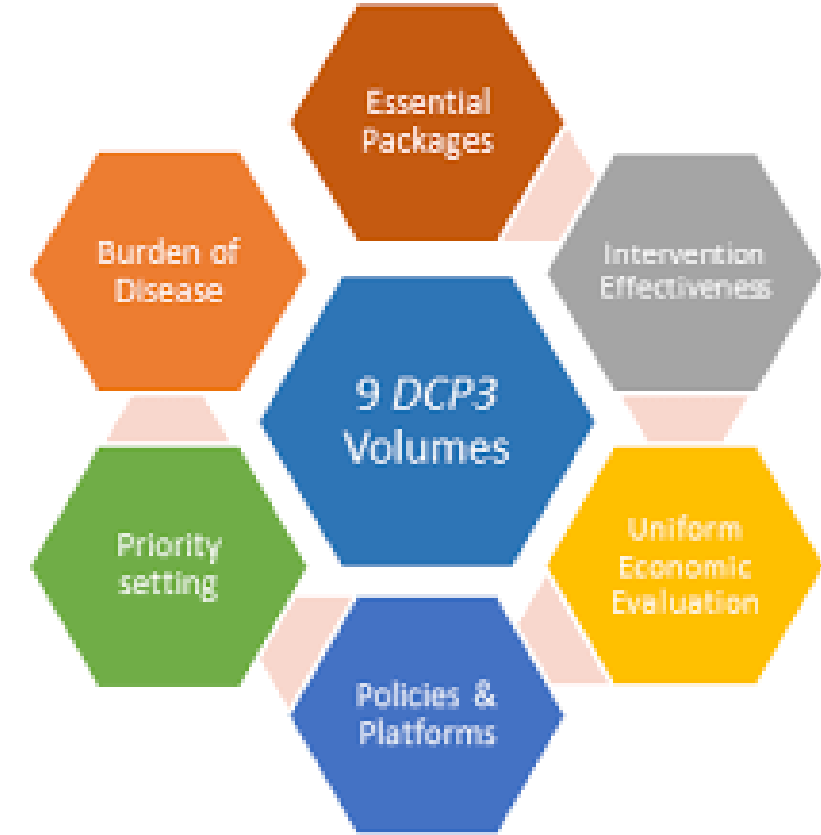 Essential
Packages
Burden of
Disease
Intervention
Effectiveness
9 DCP3
Volumes
Priority
setting
Uniform
Economic
Evaluation
Policies &
Platforms